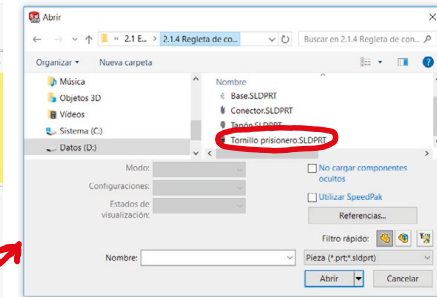 Abrir
« 2.1 E... > 2.1.4 Regleta de co...
Buscar en 2.1.4 Regleta de con...
Organizar
Nueva carpeta
Música
Objetos 3D
Vídeos
Sistema (C:)
Datos (D:)
Nombre
Base.SLDPRT
Conector.SLDPRT
Tapón.SLDPRT
Tornillo prisionero.SLDPRT
Modo:
Configuraciones:
Estados de
visualización:
No cargar componentes
ocultos
Utilizar SpeedPak
Referencias...
Filtro rápido:
Nombre:
Pieza (*.prt;*.sldprt)
Abrir
Cancelar